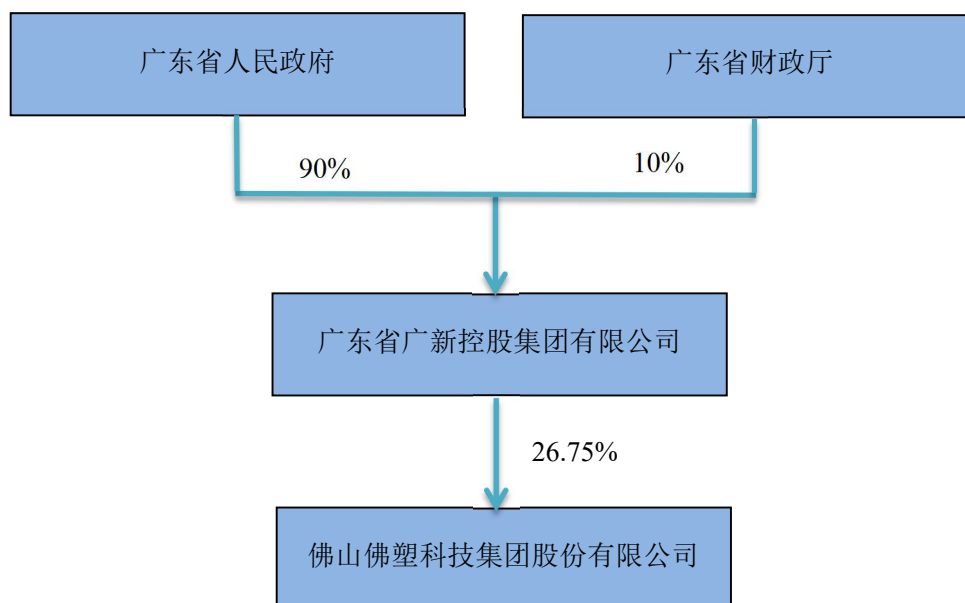 广东省人民政府
广东省财政厅
90%
10%
广东省广新控股集团有限公司
26.75%
佛山佛塑科技集团股份有限公司